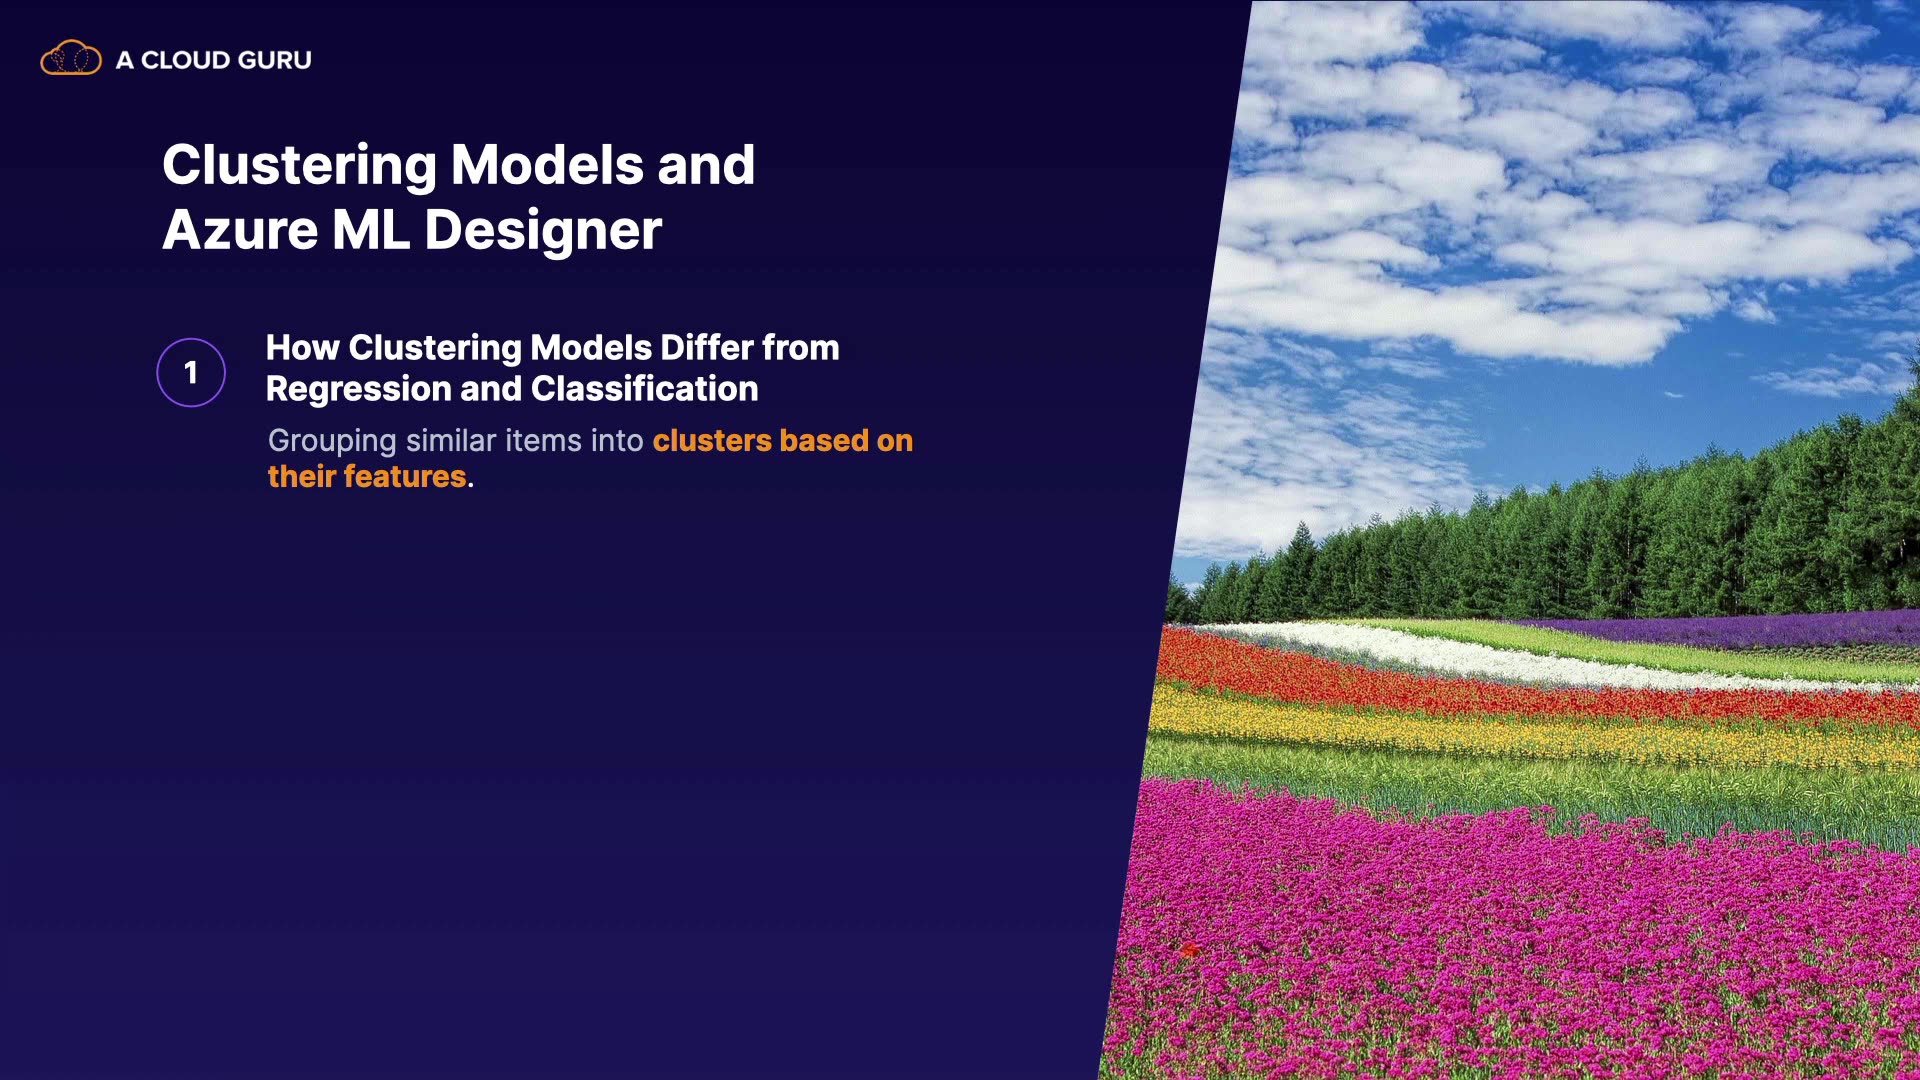 A CLOUD GURU
Clustering Models and
Azure ML Designer
1
How Clustering Models Differ from
Regression and Classification
Grouping similar items into clusters based on
their features.